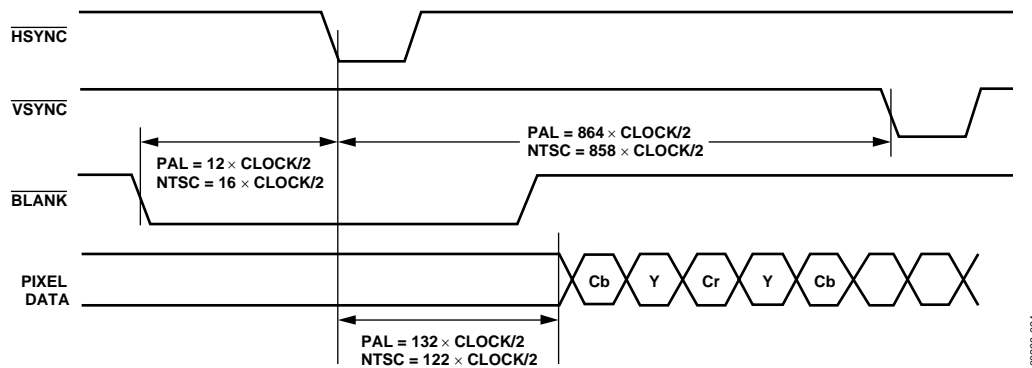 HSYNC
VSYNC
PAL = 864 × CLOCK/2
NTSC = 858 × CLOCK/2
PAL = 12 × CLOCK/2
NTSC = 16 × CLOCK/2
BLANK
PIXEL
DATA
Cb Y Cr Y Cb
PAL = 132 × CLOCK/2
NTSC = 122 × CLOCK/2